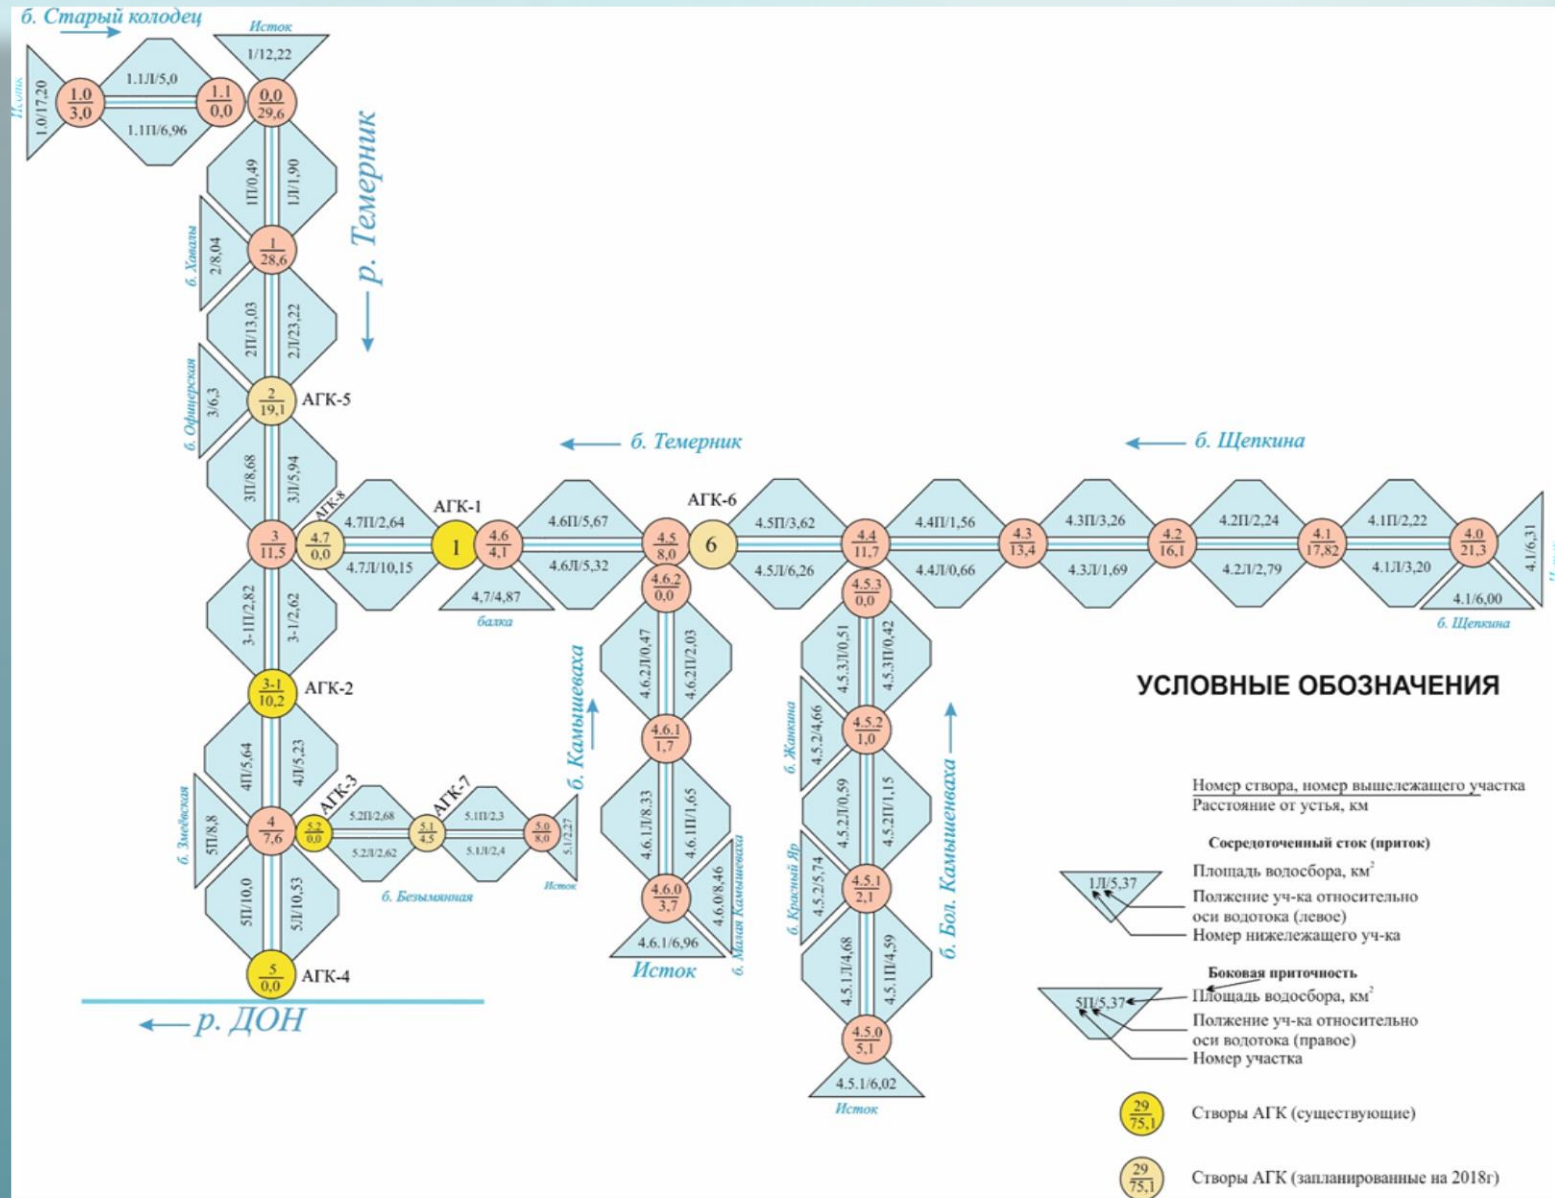 б. Старый колодец
Исток
1/12,22
1.0/17,20
1.0
3,0
1.1Л/5,0
1.1П/6,96
1.1
0,0
0,0
29,6
1П/0,49
1Л/1,90
р. Темерник
б. Хавалы
2/8,04
1
28,6
2П/13,03
2Л/23,22
б. Офицерская
3/6,3
2
19,1
АГК-5
3П/8,68
3Л/5,94
б. Темерник
б. Щепкина
3
11,5
АГК-8
4.7
0,0
4.7П/2,64
4.7Л/10,15
АГК-1
1
4.6
4,1
4,7/4,87
балка
4.6П/5,67
4.6Л/5,32
4.5
8,0
АГК-6
6
4.5П/3,62
4.5Л/6,26
4.4
11,7
4.4П/1,56
4.4Л/0,66
4.3
13,4
4.3П/3,26
4.3Л/1,69
4.2
16,1
4.2П/2,24
4.2Л/2,79
4.1
17,82
4.1П/2,22
4.1Л/3,20
4.0
21,3
4.1/6,31
4.1/6,00
б. Щепкина
3-1П/2,82
3-1/2,62
3-1
10,2
АГК-2
4П/5,64
4Л/5,23
б. Змеёвская
5П/8,8
4
7,6
АГК-3
5.2
0,0
5.2П/2,68
5.2Л/2,62
АГК-7
5.1
4,5
5.1П/2,3
5.1Л/2,4
5.0
8,0
5.1/2,27
Исток
б. Безымянная
5П/10,0
5Л/10,53
5
0,0
АГК-4
р. ДОН
4.6.2
0,0
б. Камышеваха
4.6.2Л/0,47
4.6.2П/2,03
4.6.1
1,7
4.6.1Л/8.33
4.6.1П/1,65
4.6.0
3,7
4.6.0/8,46
б. Малая Камышеваха
4.6.1/6,96
Исток
4.5.3
0,0
4.5.3Л/0,51
4.5.3П/0,42
б. Жанкина
4.5.2/4,66
4.5.2
1,0
4.5.2Л/0,59
4.5.2П/1,15
б. Красный Яр
4.5.2/5,74
4.5.1
2,1
б. Бол. Камышенваха
4.5.1Л/4,68
4.5.1П/4,59
4.5.0
5,1
4.5.1/6,02
Исток
УСЛОВНЫЕ ОБОЗНАЧЕНИЯ
Номер створа, номер вышележащего участка
Расстояние от устья, км
Сосредоточенный сток (приток)
1Л/5,37
Площадь водосбора, км²
Полжение уч-ка относительно
оси водотока (левое)
Номер нижележащего уч-ка
Боковая приточность
5П/5,37
Площадь водосбора, км²
Полжение уч-ка относительно
оси водотока (правое)
Номер участка
29
75,1
Створы АГК (существующие)
29
75,1
Створы АГК (запланированные на 2018г)